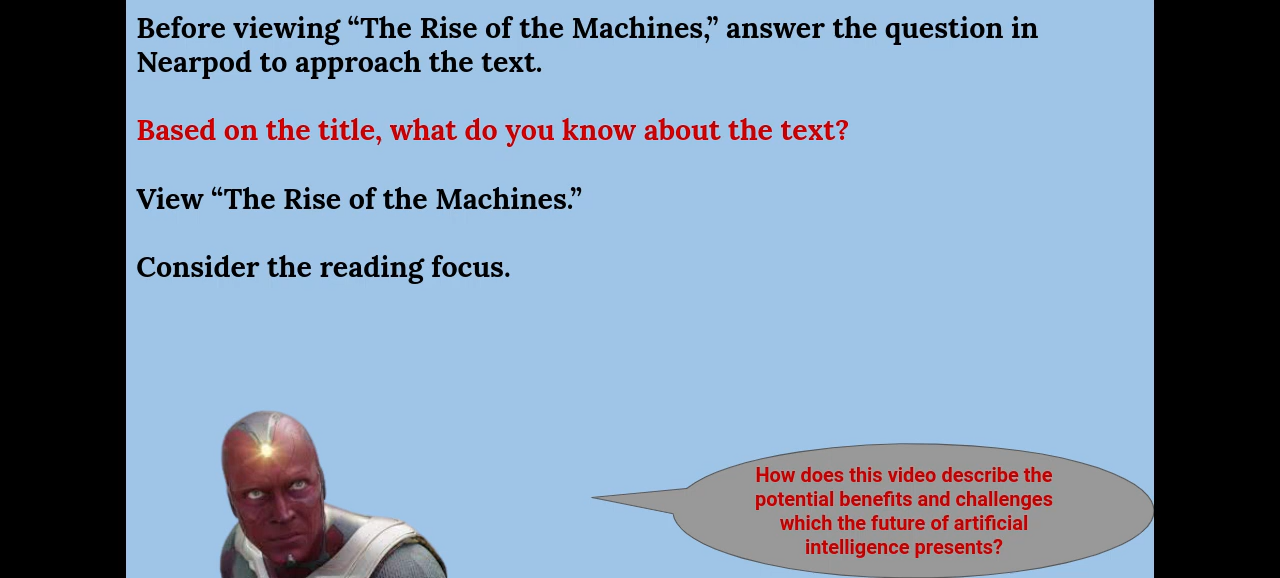 Before viewing “The Rise of the Machines,” answer the question in
Nearpod to approach the text.
Based on the title, what do you know about the text?
View “The Rise of the Machines.”
Consider the reading focus.
How does this video describe the
potential benefits and challenges
which the future of artificial
intelligence presents?